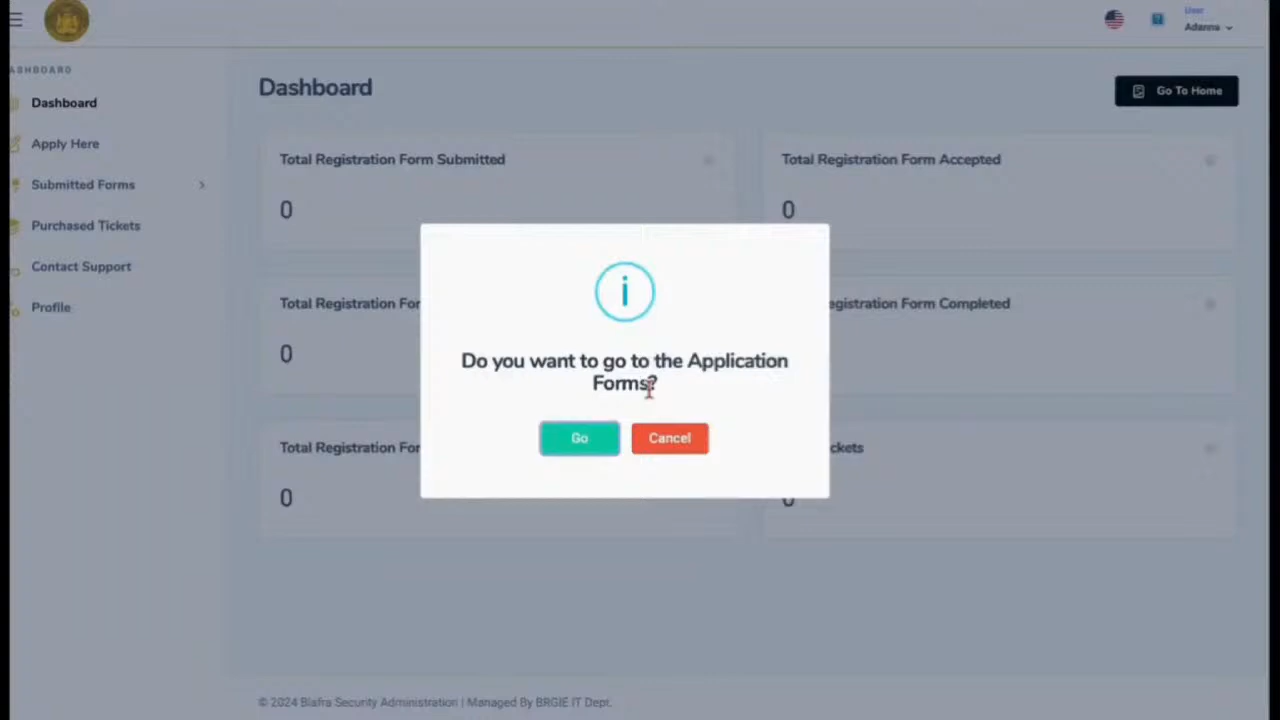 User
Adanna
DASHBOARD
Dashboard
Go To Home
Dashboard
Apply Here
Submitted Forms
Purchased Tickets
Contact Support
Profile
Total Registration Form Submitted
0
Total Registration Form Accepted
0
Total Registration For
0
egistration Form Completed
Do you want to go to the Application
Forms?
Go
Cancel
Total Registration For
0
ckets
0
© 2024 Biafra Security Administration | Managed By BRGIE IT Dept.